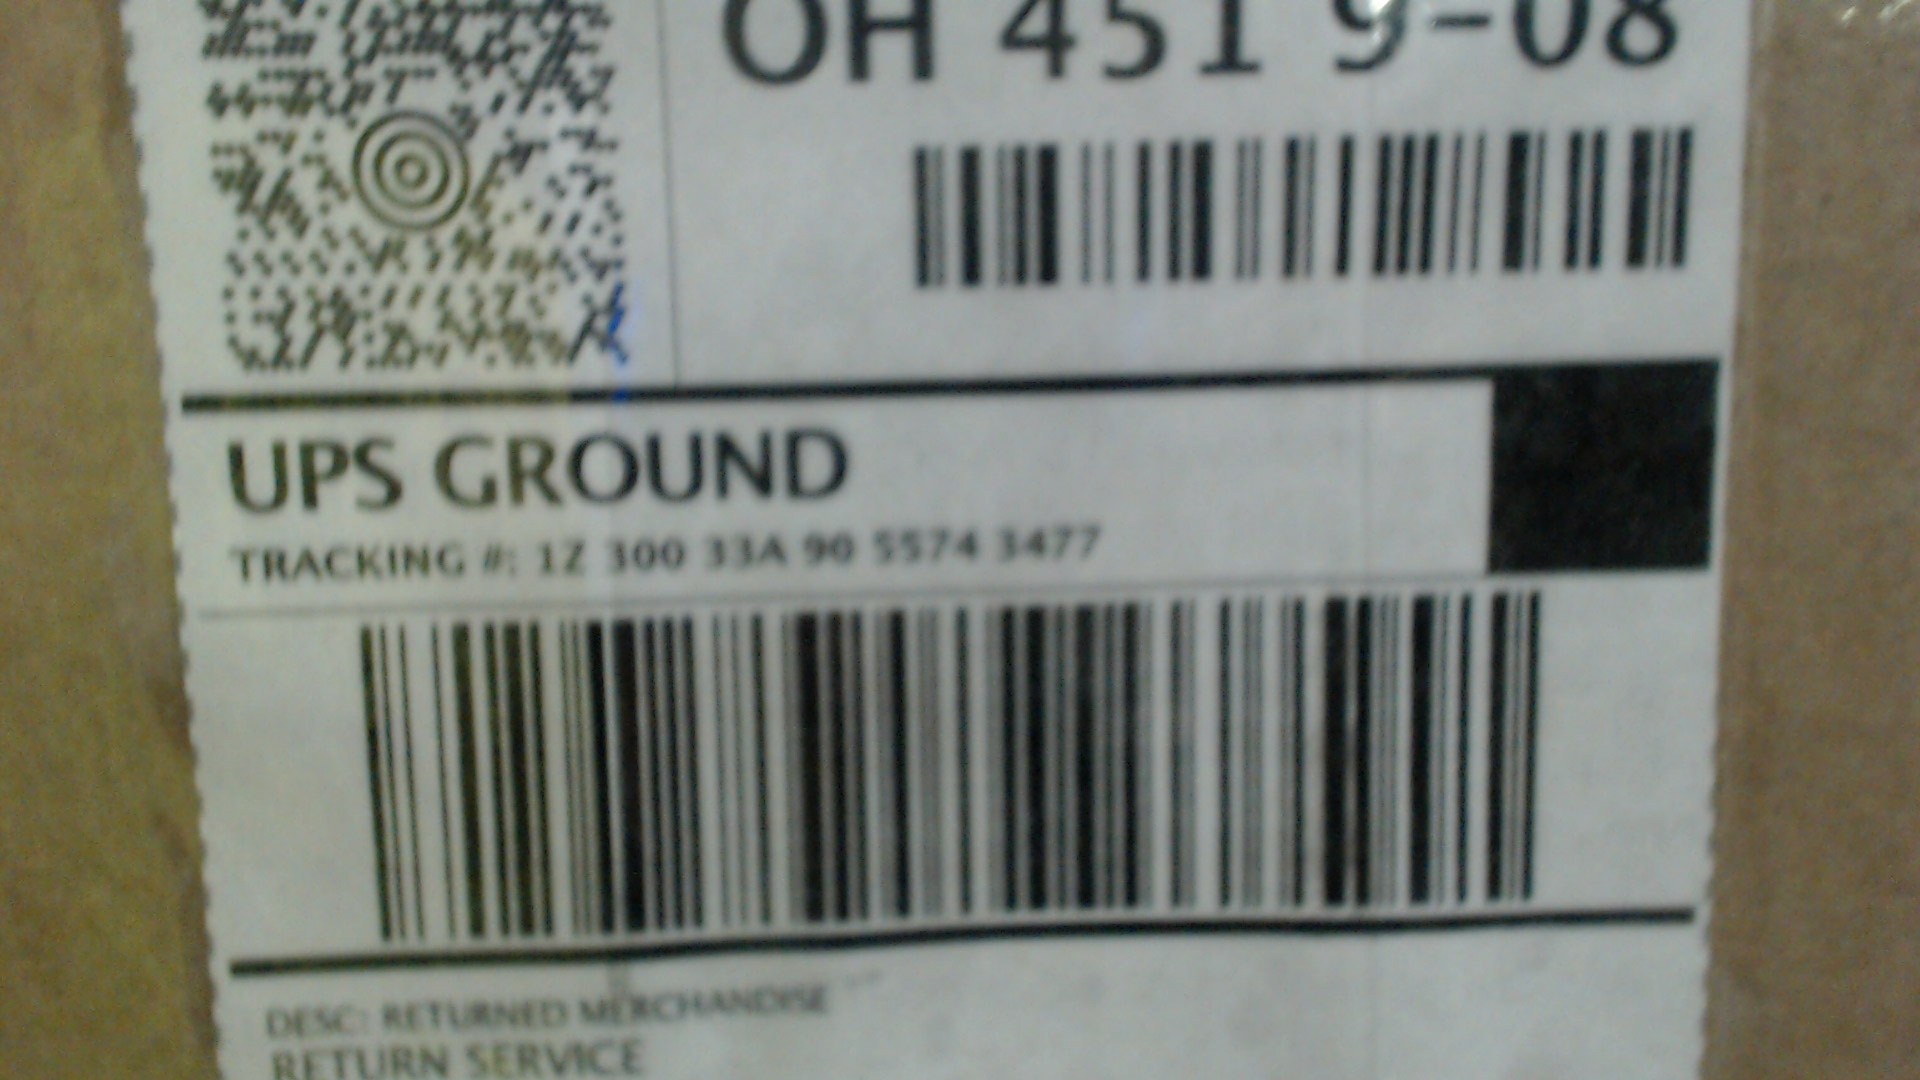 OH 451 9-08
UPS GROUND
TRACKING #: 1Z 300 33A 90 5574 3477
DESC: RETURNED MERCHANDISE
RETURN SERVICE